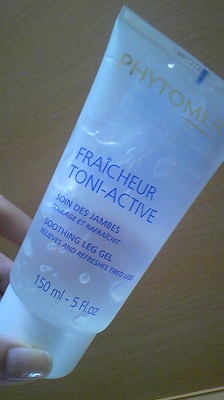 PHYTOMER
FRAÎCHEUR
TONI-ACTIVE
SOIN DES JAMBES
SOULAGE ET RAFRAÎCHIT
SOOTHING LEG GEL
RELIEVES AND REFRESHES TIRED LEGS
150 ml - 5 Fl.oz